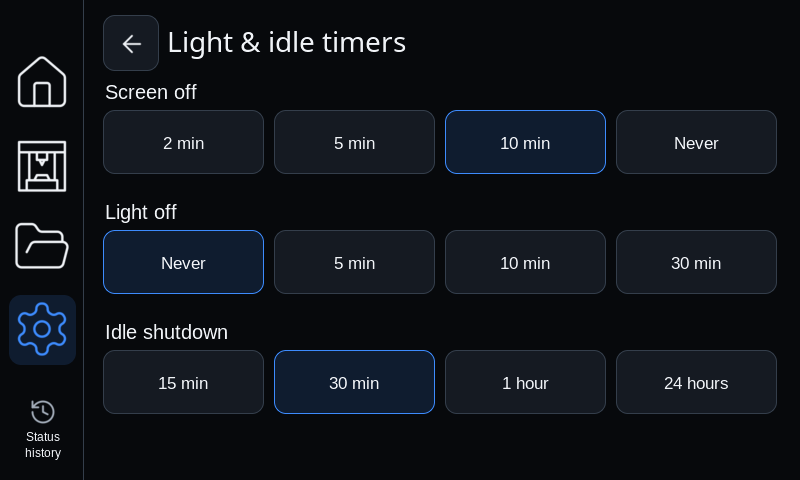 Light & idle timers
Screen off
2 min
5 min
10 min
Never
Light off
Never
5 min
10 min
30 min
Idle shutdown
15 min
30 min
1 hour
24 hours
Status
history